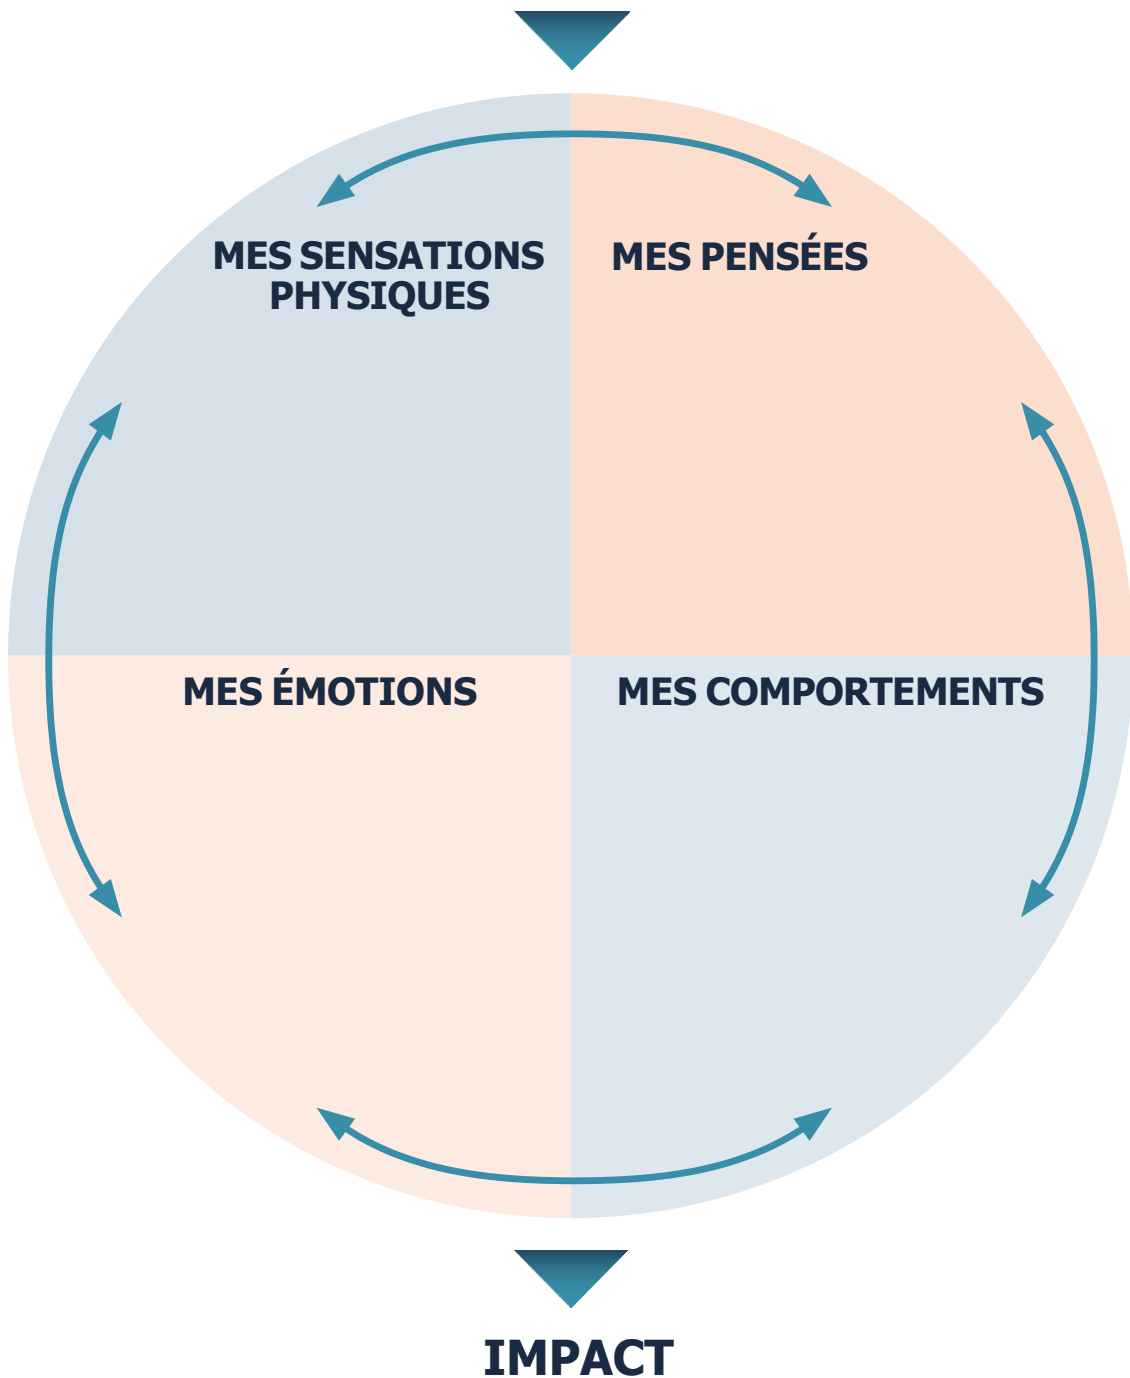 MES SENSATIONS
PHYSIQUES
MES PENSÉES
MES ÉMOTIONS
MES COMPORTEMENTS
IMPACT